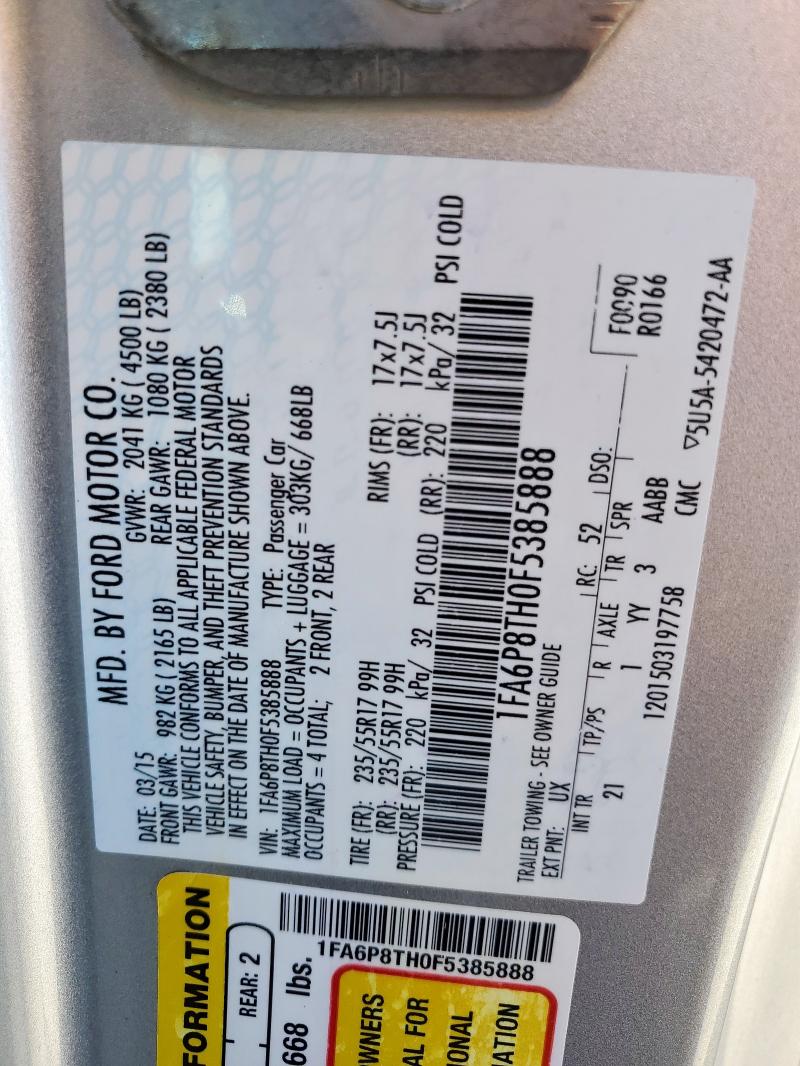 MFD. BY FORD MOTOR CO.
DATE: 03/15 GVWR: 2041 KG ( 4500 LB)
FRONT GAWR: 982 KG ( 2165 LB) REAR GAWR: 1080 KG ( 2380 LB)
THIS VEHICLE CONFORMS TO ALL APPLICABLE FEDERAL MOTOR
VEHICLE SAFETY, BUMPER, AND THEFT PREVENTION STANDARDS
IN EFFECT ON THE DATE OF MANUFACTURE SHOWN ABOVE.
VIN: 1FA6P8TH0F5385888 TYPE: Passenger Car
MAXIMUM LOAD = OCCUPANTS + LUGGAGE = 303KG/ 668LB
OCCUPANTS = 4 TOTAL; 2 FRONT, 2 REAR
TIRE (FR): 235/55R17 99H RIMS (FR): 17x7.5J
(RR): 235/55R17 99H (RR): 17x7.5J
PRESSURE (FR): 220 kPa/ 32 PSI COLD (RR): 220 kPa/ 32 PSI COLD
1FA6P8TH0F5385888
TRAILER TOWING - SEE OWNER GUIDE
EXT PNT: UX RC: 52 DSO:
INT TR TP/PS R AXLE TR SPR
21 1 YY 3 AABB
F0090
R0166
1201503197758 CMC ▽5U5A-5420472-AA
FORMATION
REAR: 2
668 lbs.
1FA6P8TH0F5385888
WNERS
AL FOR
IONAL
ATION